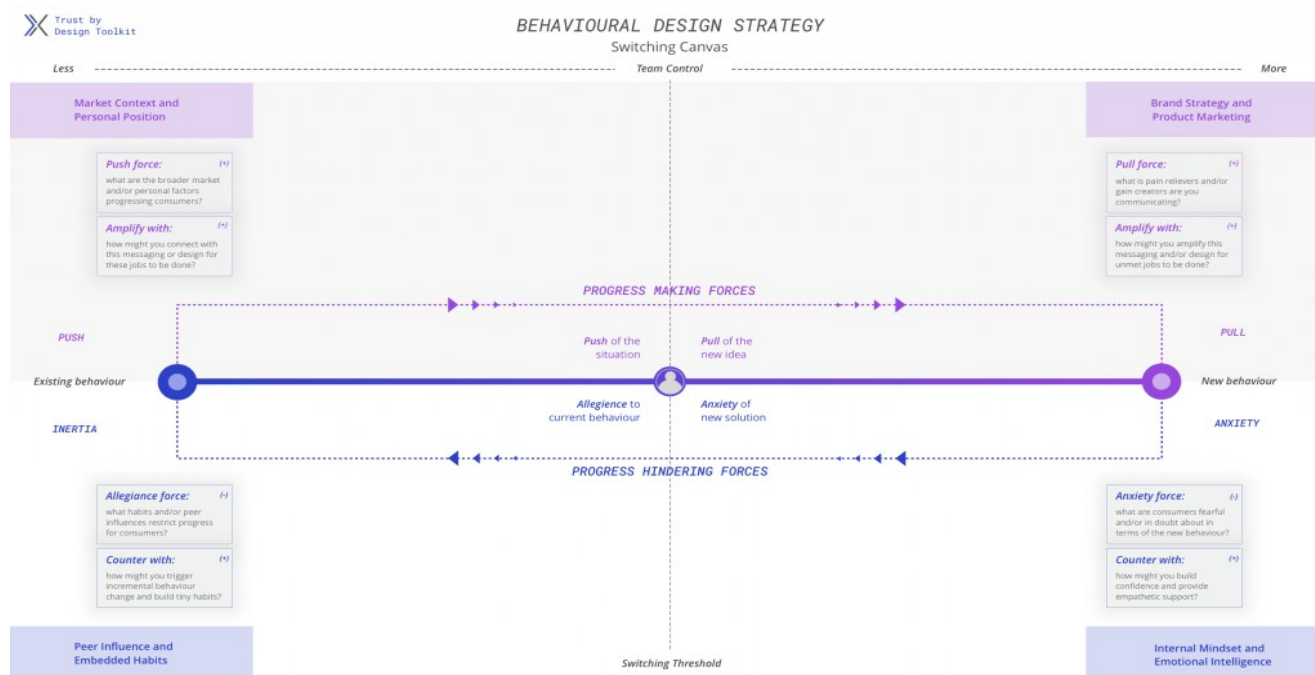 Trust by
Design Toolkit
BEHAVIOURAL DESIGN STRATEGY
Switching Canvas
Less
Team Control
More
Market Context and
Personal Position
Brand Strategy and
Product Marketing
Push force: (+)
what are the broader market
and/or personal factors
progressing consumers?
Amplify with: (+)
how might you connect with
this messaging or design for
these jobs to be done?
Pull force: (+)
what is pain relievers and/or
gain creators are you
communicating?
Amplify with: (+)
how might you amplify this
messaging and/or design for
unmet jobs to be done?
PROGRESS MAKING FORCES
PUSH
Push of the
situation
Pull of the
new idea
PULL
Existing behaviour
New behaviour
INERTIA
Allegience to
current behaviour
Anxiety of
new solution
ANXIETY
PROGRESS HINDERING FORCES
Allegiance force: (-)
what habits and/or peer
influences restrict progress
for consumers?
Counter with: (+)
how might you trigger
incremental behaviour
change and build tiny habits?
Anxiety force: (-)
what are consumers fearful
and/or in doubt about in
terms of the new behaviour?
Counter with: (+)
how might you build
confidence and provide
empathetic support?
Peer Influence and
Embedded Habits
Switching Threshold
Internal Mindset and
Emotional Intelligence